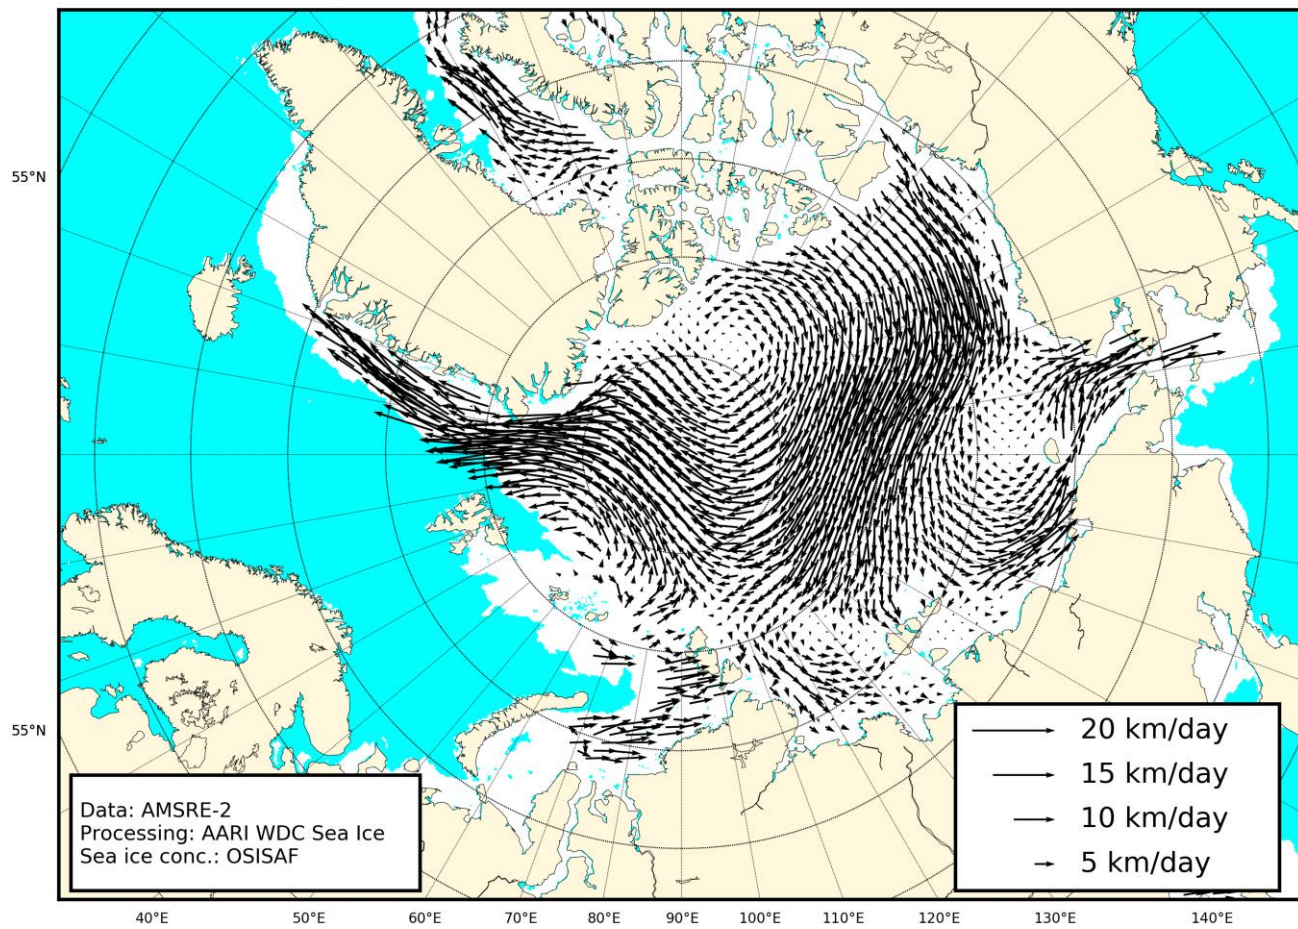 55°N
55°N
Data: AMSRE-2
Processing: AARI WDC Sea Ice
Sea ice conc.: OSISAF
20 km/day
15 km/day
10 km/day
5 km/day
40°E 50°E 60°E 70°E 80°E 90°E 100°E 110°E 120°E 130°E 140°E